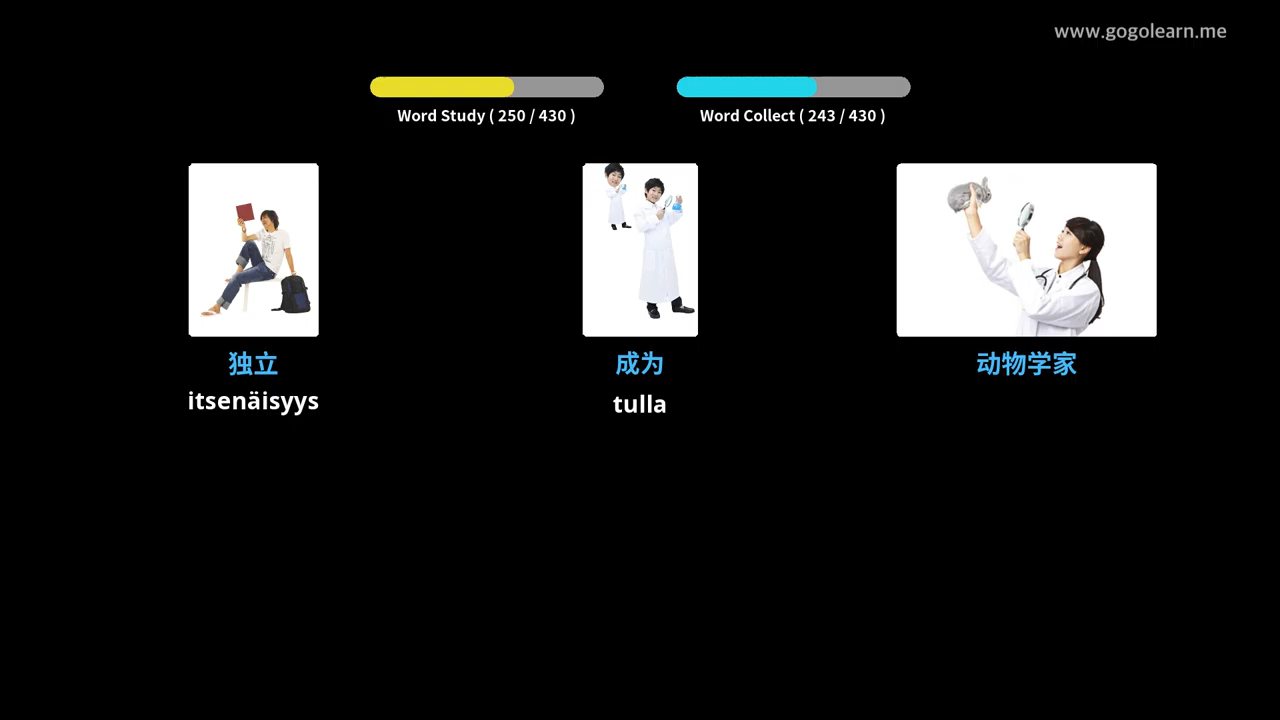 www.gogolearn.me
Word Study ( 250 / 430 )
Word Collect ( 243 / 430 )
独立
成为
动物学家
itsenäisyys
tulla